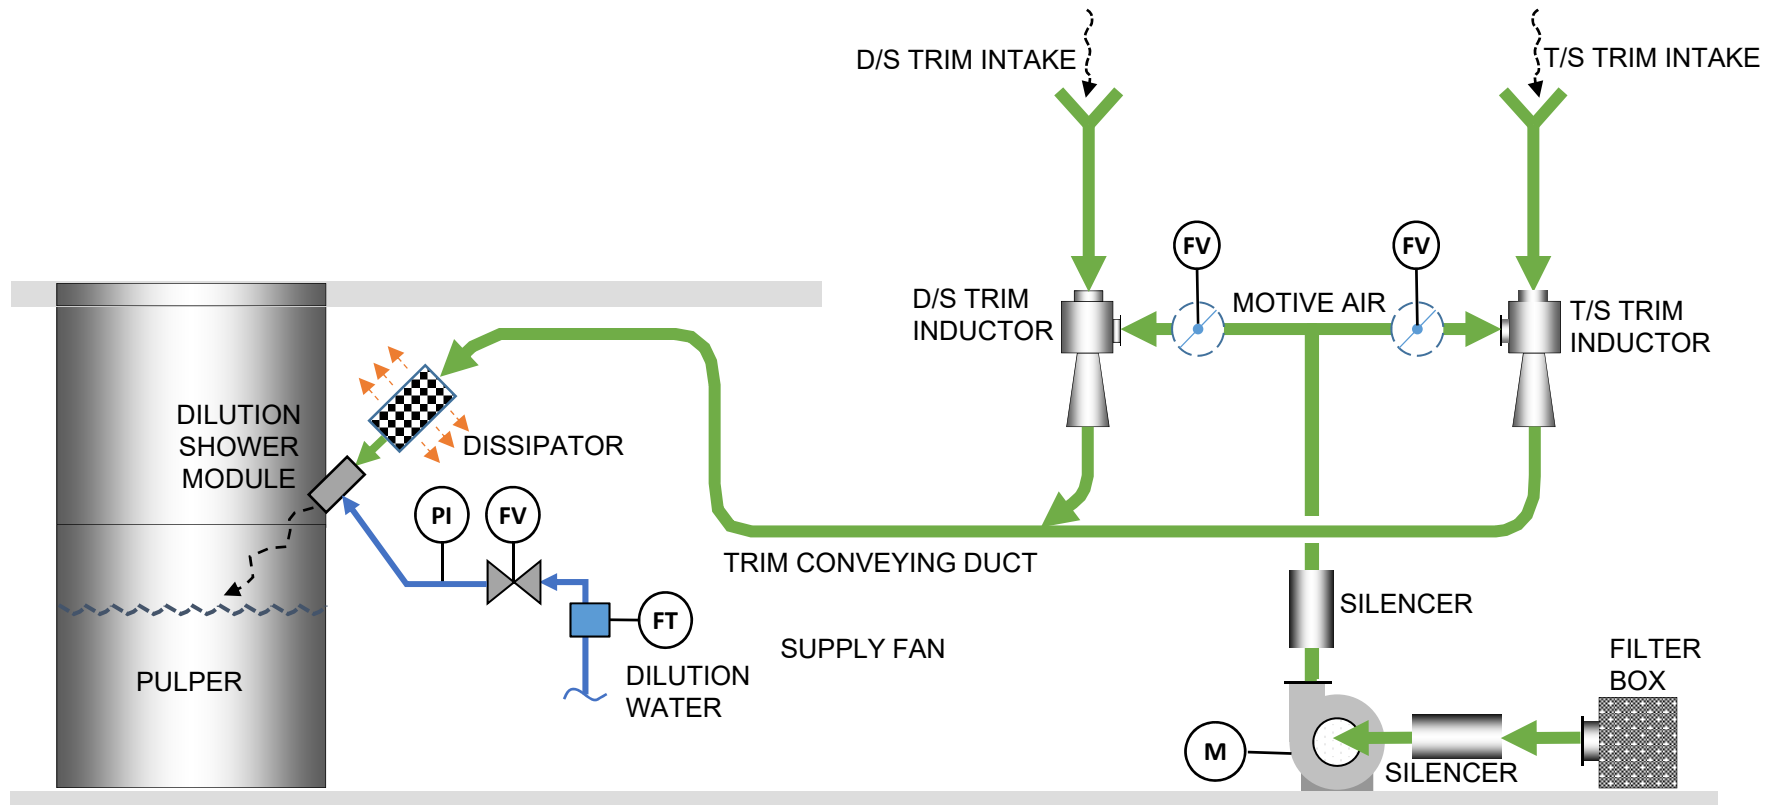 D/S TRIM INTAKE
T/S TRIM INTAKE
FV
FV
D/S TRIM
INDUCTOR
MOTIVE AIR
T/S TRIM
INDUCTOR
DILUTION
SHOWER
MODULE
DISSIPATOR
PI
FV
TRIM CONVEYING DUCT
FT
SILENCER
SUPPLY FAN
FILTER
BOX
DILUTION
WATER
PULPER
M
SILENCER